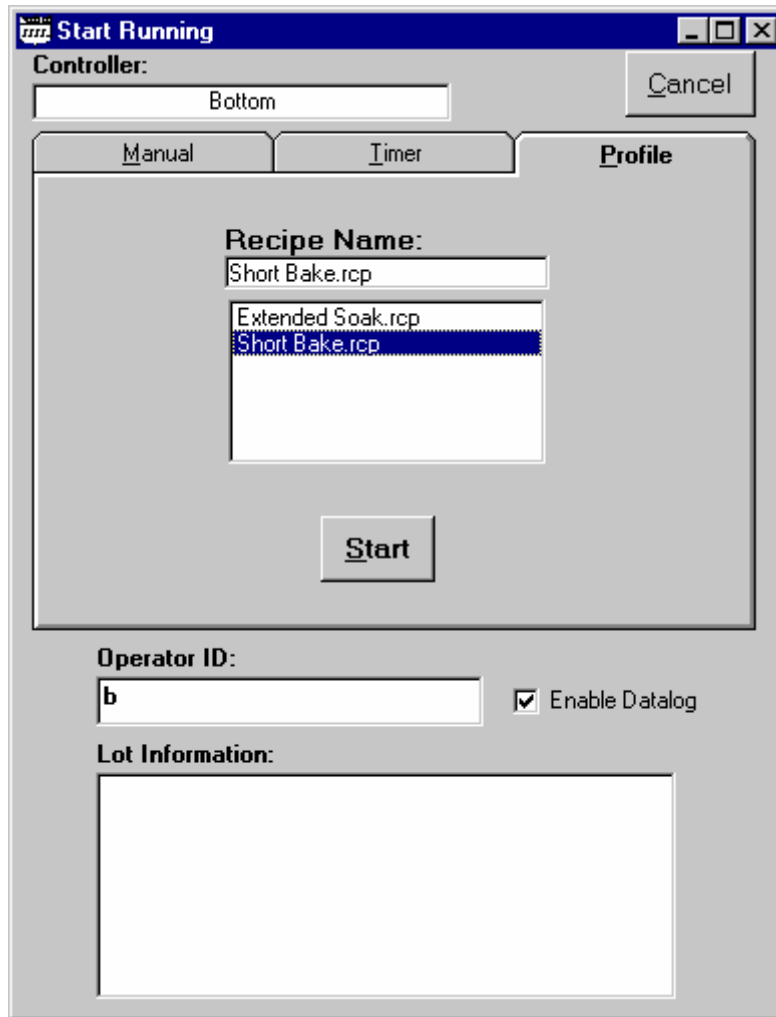 Start Running
Controller:
Cancel
Bottom
Manual Timer Profile
Recipe Name:
Short Bake.rcp
Extended Soak.rcp
Short Bake.rcp
Start
Operator ID:
b
Enable Datalog
Lot Information: